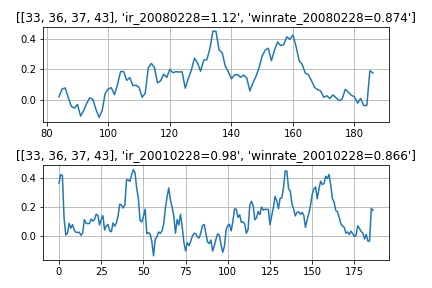 [[33, 36, 37, 43], 'ir_20080228=1.12', 'winrate_20080228=0.874']
0.4
0.2
0.0
80 100 120 140 160 180
[[33, 36, 37, 43], 'ir_20010228=0.98', 'winrate_20010228=0.866']
0.4
0.2
0.0
0 25 50 75 100 125 150 175